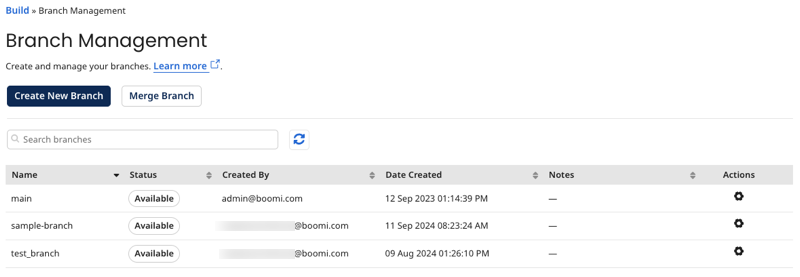 Build » Branch Management
Branch Management
Create and manage your branches. Learn more.
Create New Branch Merge Branch
Search branches
Name Status Created By Date Created Notes Actions
main Available admin@boomi.com 12 Sep 2023 01:14:39 PM —
sample-branch Available @boomi.com 11 Sep 2024 08:23:24 AM —
test_branch Available @boomi.com 09 Aug 2024 01:26:10 PM —